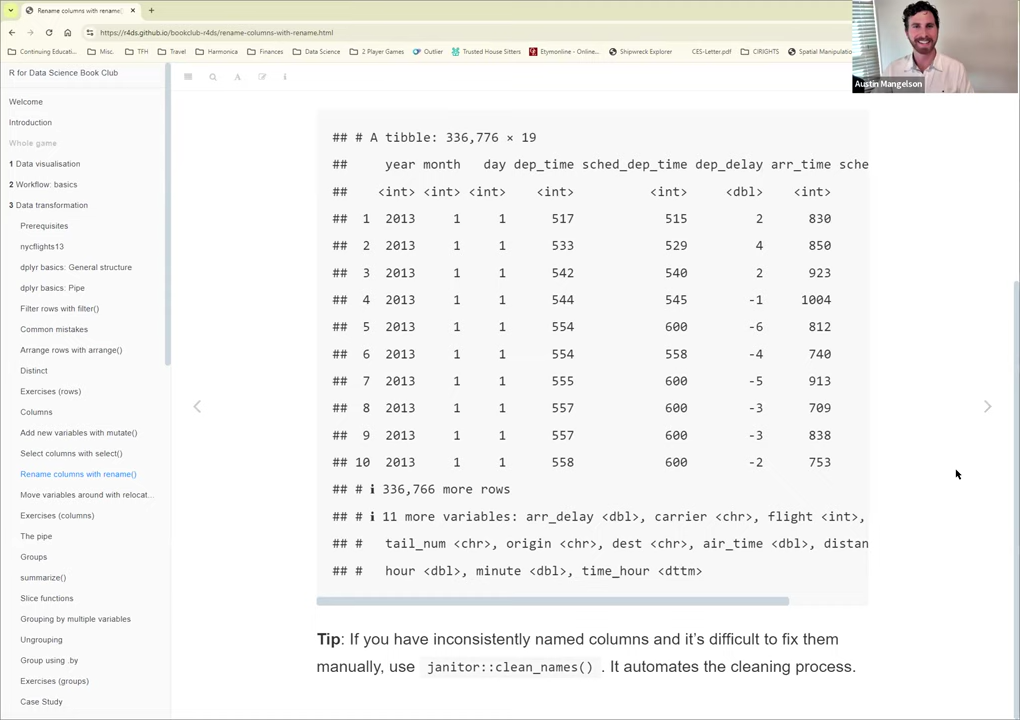 Rename columns with rename()
https://r4ds.github.io/bookclub-r4ds/rename-columns-with-rename.html
Continuing Educati... Misc. TFH Travel Harmonica Finances Data Science 2 Player Games Outlier Trusted House Sitters Etymonline - Online... Shipwreck Explorer CES-Letter.pdf CIRIGHTS Spatial Manipulatio
Austin Mangelson
R for Data Science Book Club
Welcome
Introduction
Whole game
1 Data visualisation
2 Workflow: basics
3 Data transformation
Prerequisites
nycflights13
dplyr basics: General structure
dplyr basics: Pipe
Filter rows with filter()
Common mistakes
Arrange rows with arrange()
Distinct
Exercises (rows)
Columns
Add new variables with mutate()
Select columns with select()
Rename columns with rename()
Move variables around with relocat...
Exercises (columns)
The pipe
Groups
summarize()
Slice functions
Grouping by multiple variables
Ungrouping
Group using .by
Exercises (groups)
Case Study
## # A tibble: 336,776 × 19
## year month day dep_time sched_dep_time dep_delay arr_time sche
## <int> <int> <int> <int> <int> <dbl> <int>
## 1 2013 1 1 517 515 2 830
## 2 2013 1 1 533 529 4 850
## 3 2013 1 1 542 540 2 923
## 4 2013 1 1 544 545 -1 1004
## 5 2013 1 1 554 600 -6 812
## 6 2013 1 1 554 558 -4 740
## 7 2013 1 1 555 600 -5 913
## 8 2013 1 1 557 600 -3 709
## 9 2013 1 1 557 600 -3 838
## 10 2013 1 1 558 600 -2 753
## # ℹ 336,766 more rows
## # ℹ 11 more variables: arr_delay <dbl>, carrier <chr>, flight <int>,
## # tail_num <chr>, origin <chr>, dest <chr>, air_time <dbl>, distan
## # hour <dbl>, minute <dbl>, time_hour <dttm>
Tip: If you have inconsistently named columns and it’s difficult to fix them
manually, use janitor::clean_names() . It automates the cleaning process.